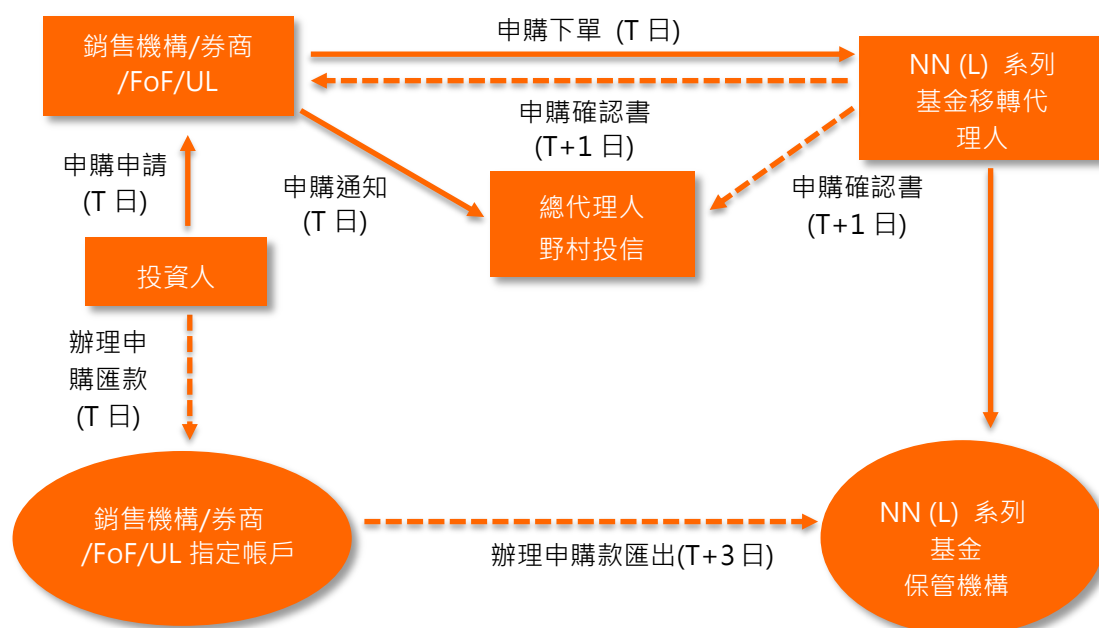 銷售機構/券商
/FoF/UL
申購下單 (T 日)
NN (L) 系列
基金移轉代
理人
申購確認書
(T+1 日)
申購申請
(T 日)
申購通知
(T 日)
總代理人
野村投信
申購確認書
(T+1 日)
投資人
辦理申
購匯款
(T 日)
銷售機構/券商
/FoF/UL 指定帳戶
辦理申購款匯出(T+3 日)
NN (L) 系列
基金
保管機構